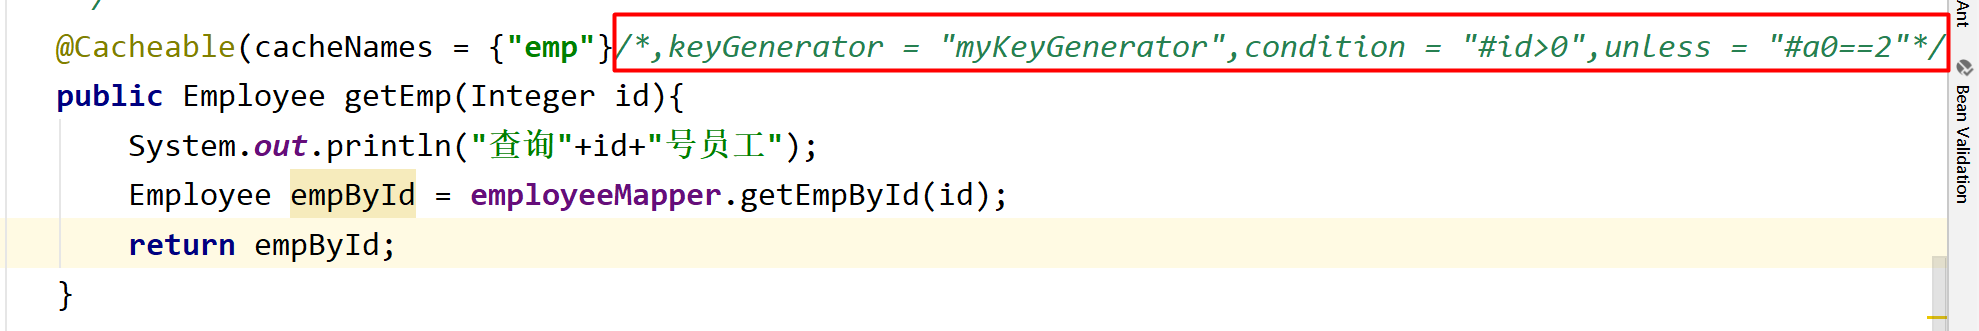 */
@Cacheable(cacheNames = {"emp"}/*,keyGenerator = "myKeyGenerator",condition = "#id>0",unless = "#a0==2"*/
public Employee getEmp(Integer id){
System.out.println("查询"+id+"号员工");
Employee empById = employeeMapper.getEmpById(id);
return empById;
}
Ant
Bean Validation